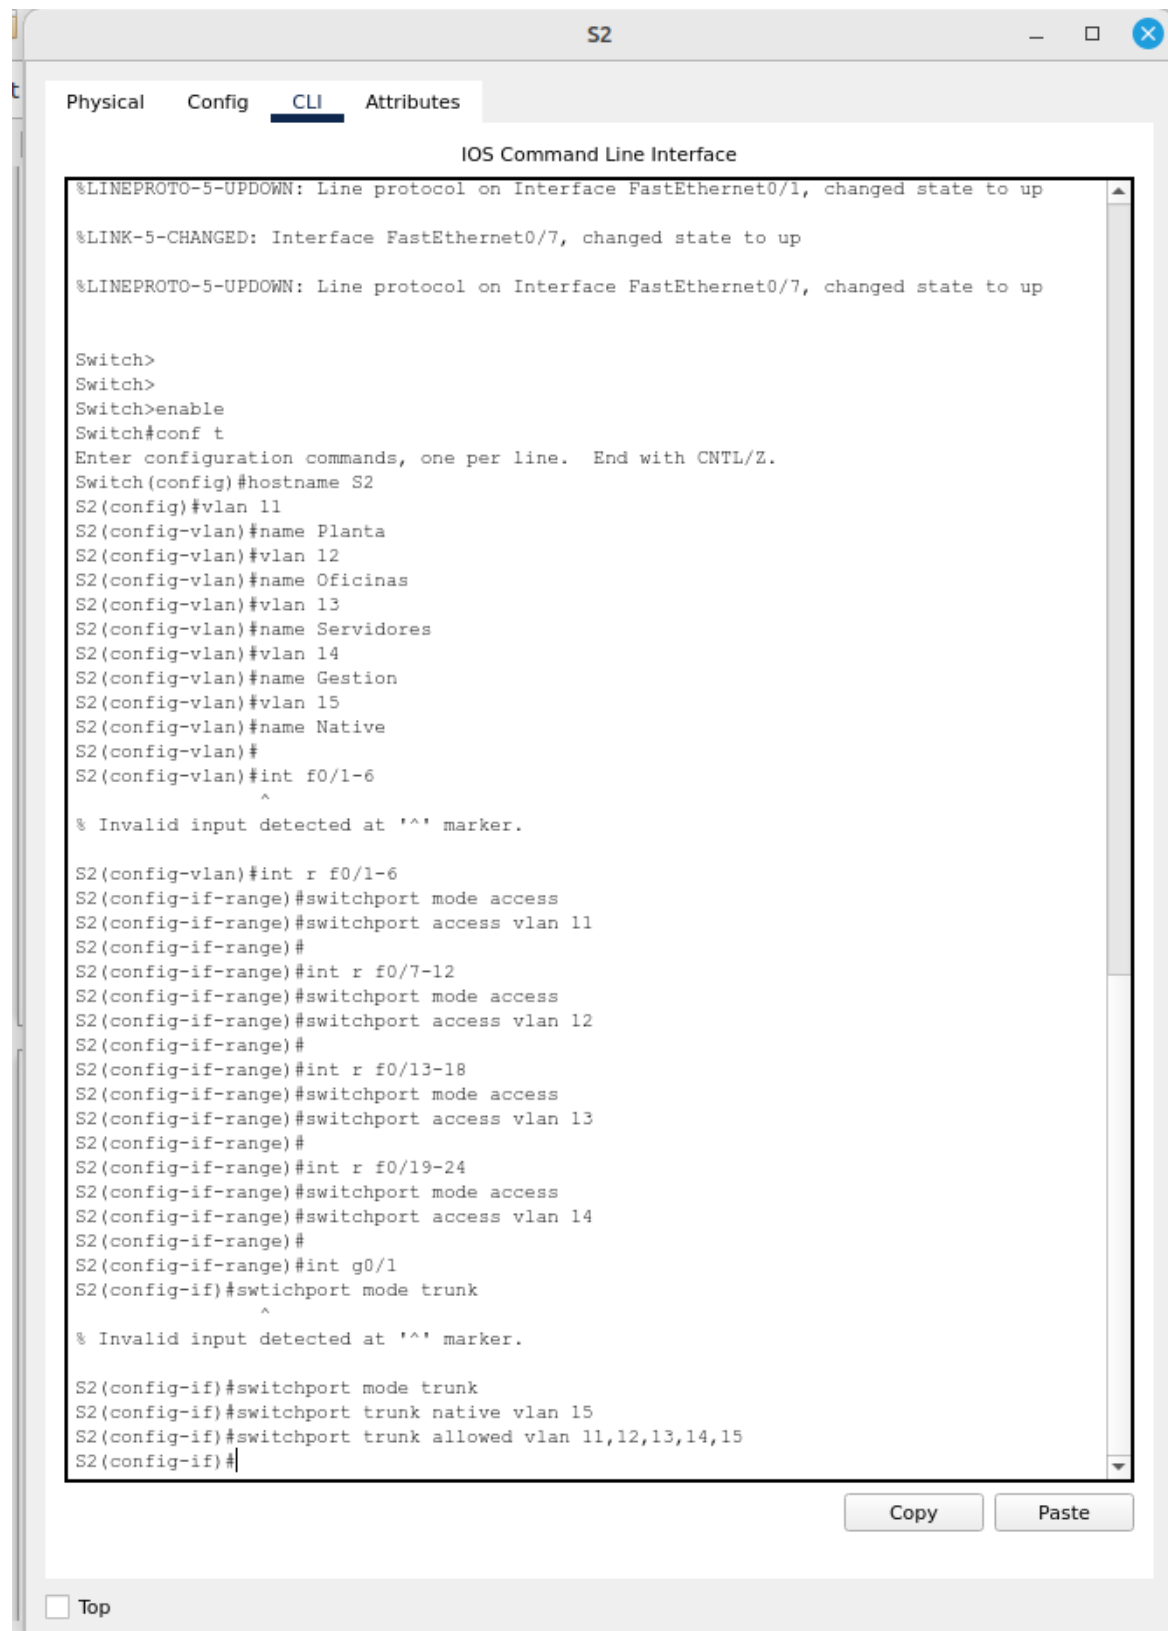 S2
t
Physical Config CLI Attributes
IOS Command Line Interface
%LINEPROTO-5-UPDOWN: Line protocol on Interface FastEthernet0/1, changed state to up
%LINK-5-CHANGED: Interface FastEthernet0/7, changed state to up
%LINEPROTO-5-UPDOWN: Line protocol on Interface FastEthernet0/7, changed state to up
Switch>
Switch>
Switch>enable
Switch#conf t
Enter configuration commands, one per line.  End with CNTL/Z.
Switch(config)#hostname S2
S2(config)#vlan 11
S2(config-vlan)#name Planta
S2(config-vlan)#vlan 12
S2(config-vlan)#name Oficinas
S2(config-vlan)#vlan 13
S2(config-vlan)#name Servidores
S2(config-vlan)#vlan 14
S2(config-vlan)#name Gestion
S2(config-vlan)#vlan 15
S2(config-vlan)#name Native
S2(config-vlan)#
S2(config-vlan)#int f0/1-6
^
% Invalid input detected at '^' marker.
S2(config-vlan)#int r f0/1-6
S2(config-if-range)#switchport mode access
S2(config-if-range)#switchport access vlan 11
S2(config-if-range)#
S2(config-if-range)#int r f0/7-12
S2(config-if-range)#switchport mode access
S2(config-if-range)#switchport access vlan 12
S2(config-if-range)#
S2(config-if-range)#int r f0/13-18
S2(config-if-range)#switchport mode access
S2(config-if-range)#switchport access vlan 13
S2(config-if-range)#
S2(config-if-range)#int r f0/19-24
S2(config-if-range)#switchport mode access
S2(config-if-range)#switchport access vlan 14
S2(config-if-range)#
S2(config-if-range)#int g0/1
S2(config-if)#swtichport mode trunk
^
% Invalid input detected at '^' marker.
S2(config-if)#switchport mode trunk
S2(config-if)#switchport trunk native vlan 15
S2(config-if)#switchport trunk allowed vlan 11,12,13,14,15
S2(config-if)#
Copy Paste
Top